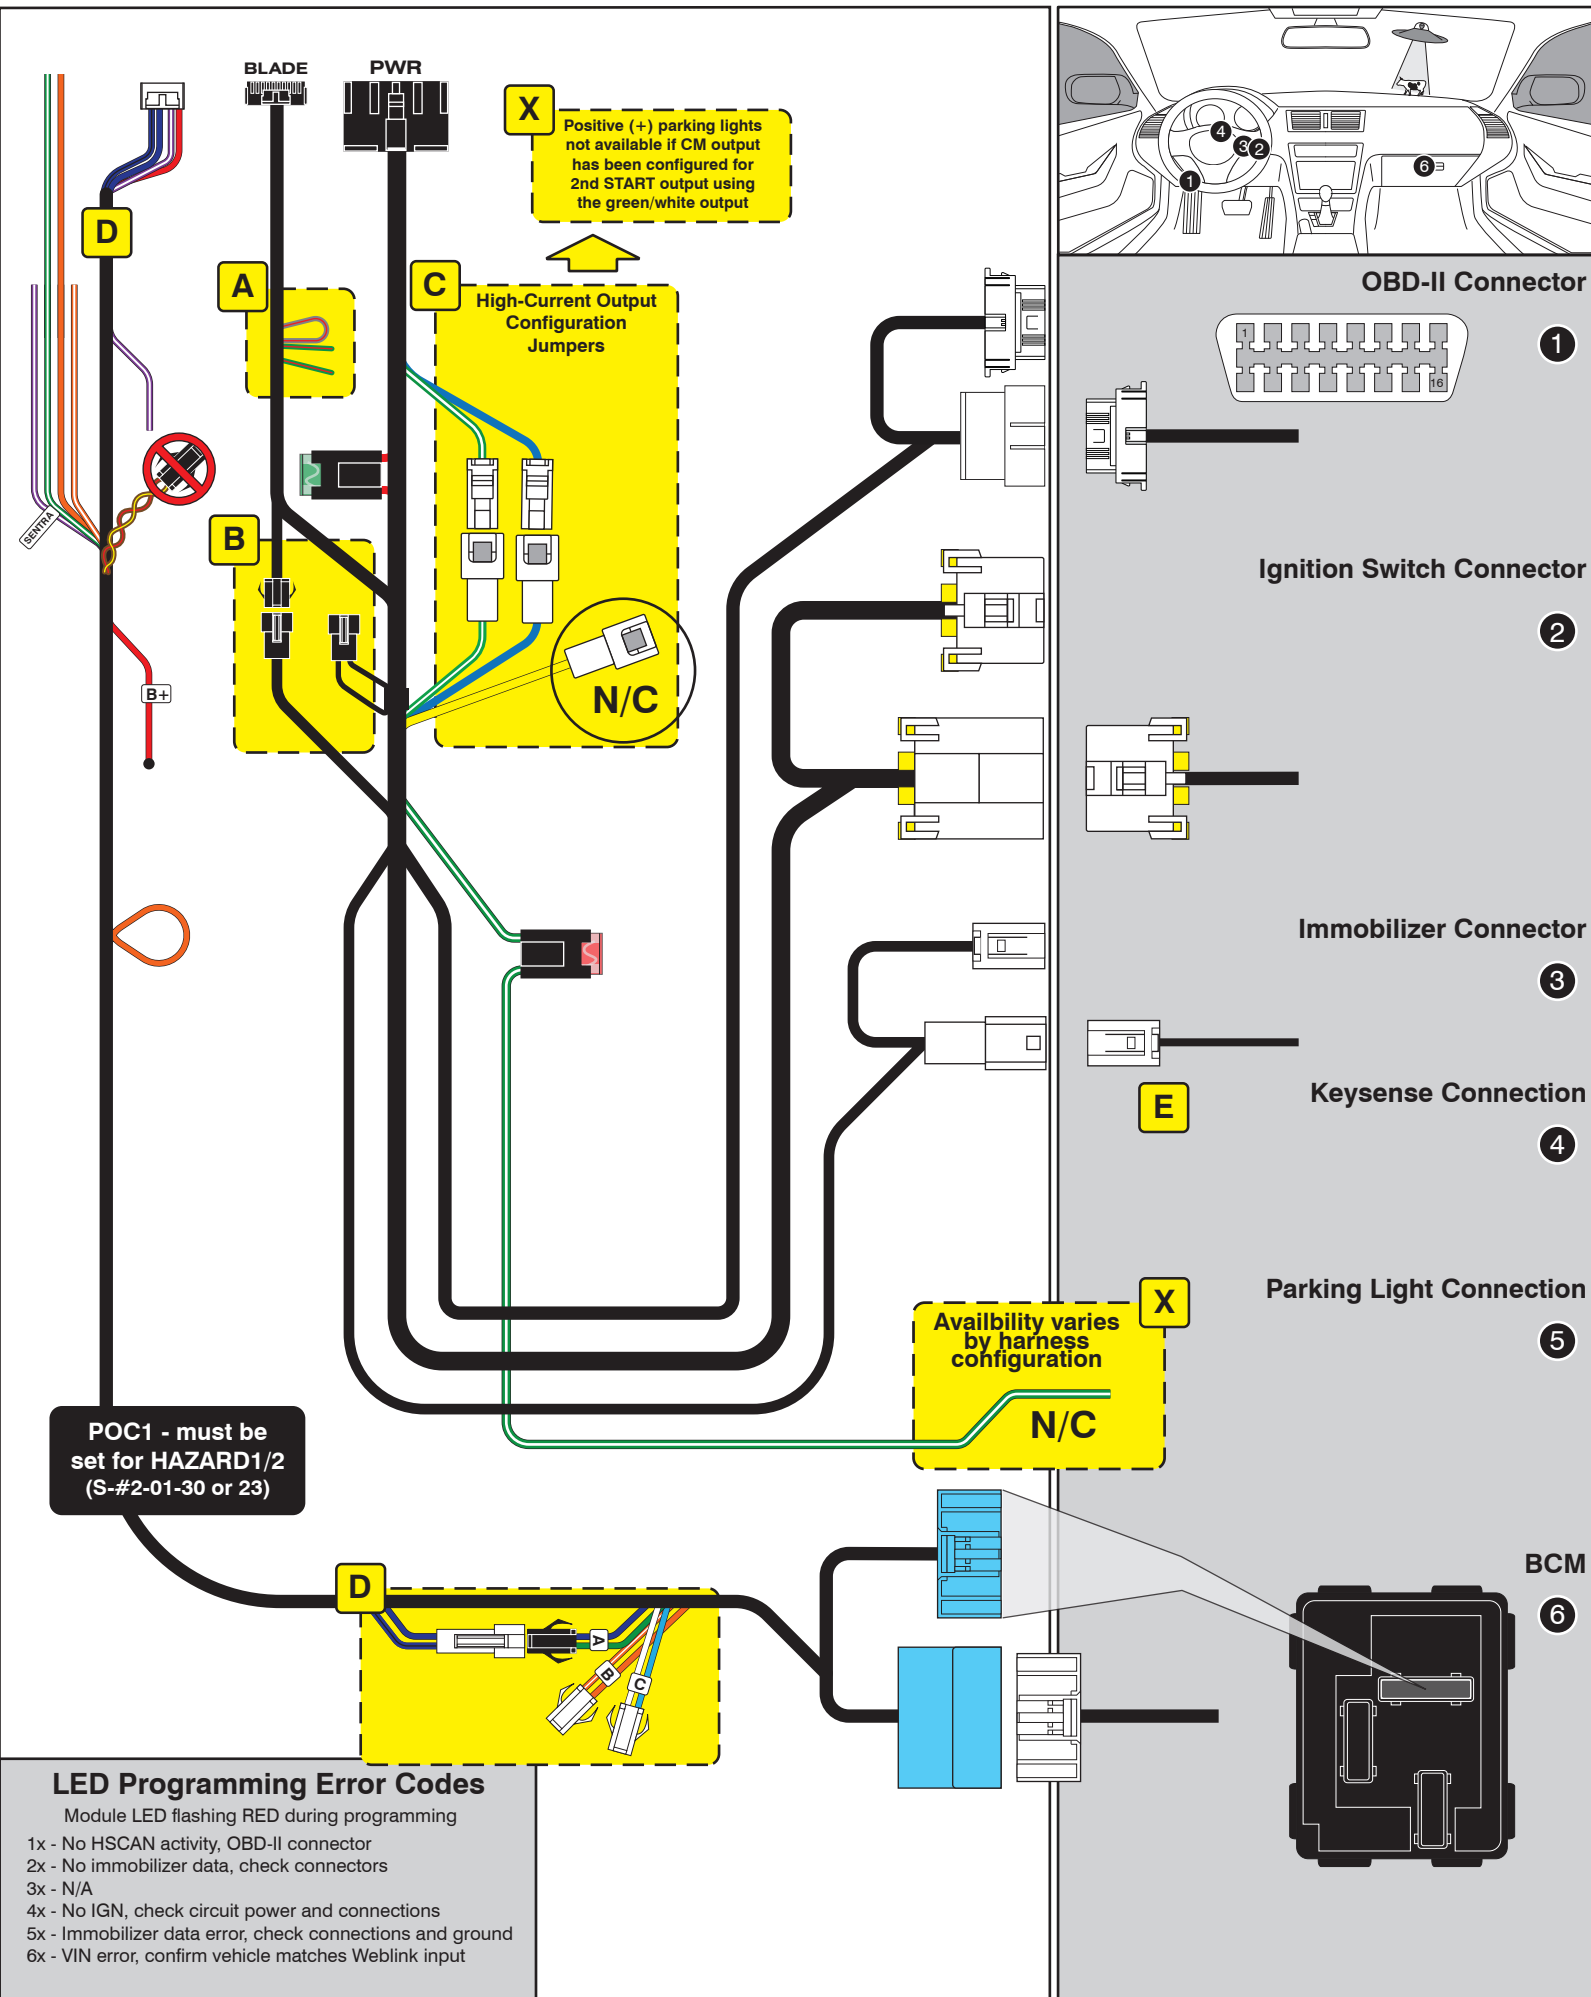 BLADE
PWR
X
Positive (+) parking lights
not available if CM output
has been configured for
2nd START output using
the green/white output
D
A
C
High-Current Output
Configuration
Jumpers
SENTRA
B
B+
N/C
4
3
2
1
6
OBD-II Connector
1
1
16
Ignition Switch Connector
2
Immobilizer Connector
3
E
Keysense Connection
4
X
Parking Light Connection
5
Availbility varies
by harness
configuration
N/C
POC1 - must be
set for HAZARD1/2
(S-#2-01-30 or 23)
D
A
B
C
BCM
6
LED Programming Error Codes
Module LED flashing RED during programming
1x - No HSCAN activity, OBD-II connector
2x - No immobilizer data, check connectors
3x - N/A
4x - No IGN, check circuit power and connections
5x - Immobilizer data error, check connections and ground
6x - VIN error, confirm vehicle matches Weblink input